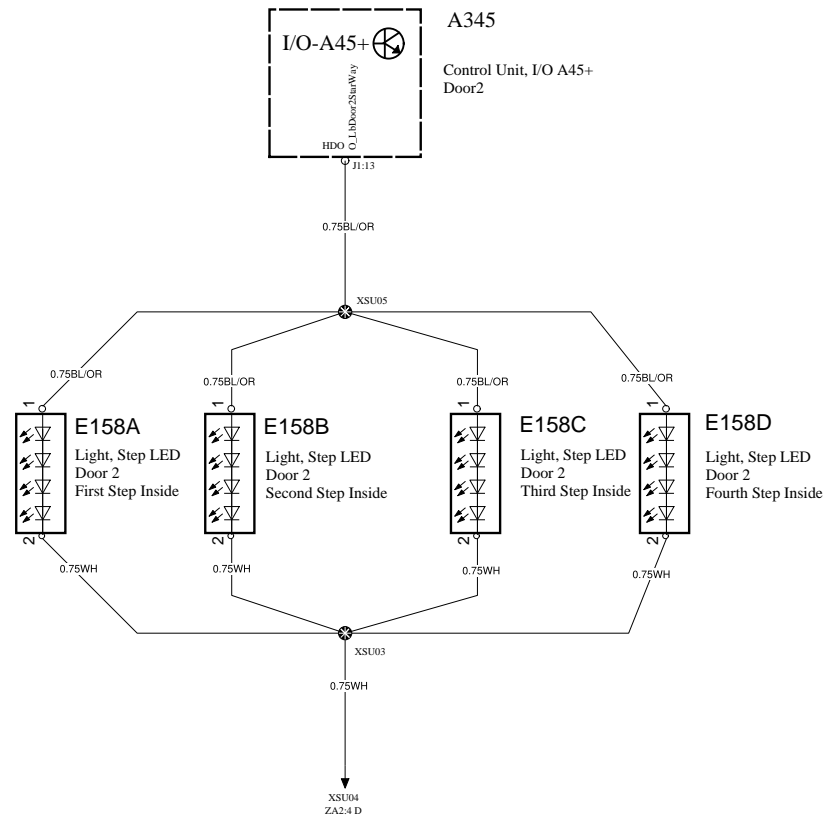 A345
I/O-A45+
Control Unit, I/O A45+
Door2
O_LbDoor2StarWay
HDO
J1:13
0.75BL/OR
XSU05
0.75BL/OR
0.75BL/OR
0.75BL/OR
0.75BL/OR
1
1
1
1
E158A
Light, Step LED
Door 2
First Step Inside
E158B
Light, Step LED
Door 2
Second Step Inside
E158C
Light, Step LED
Door 2
Third Step Inside
E158D
Light, Step LED
Door 2
Fourth Step Inside
2
2
2
2
0.75WH
0.75WH
0.75WH
0.75WH
XSU03
0.75WH
XSU04
ZA2:4 D